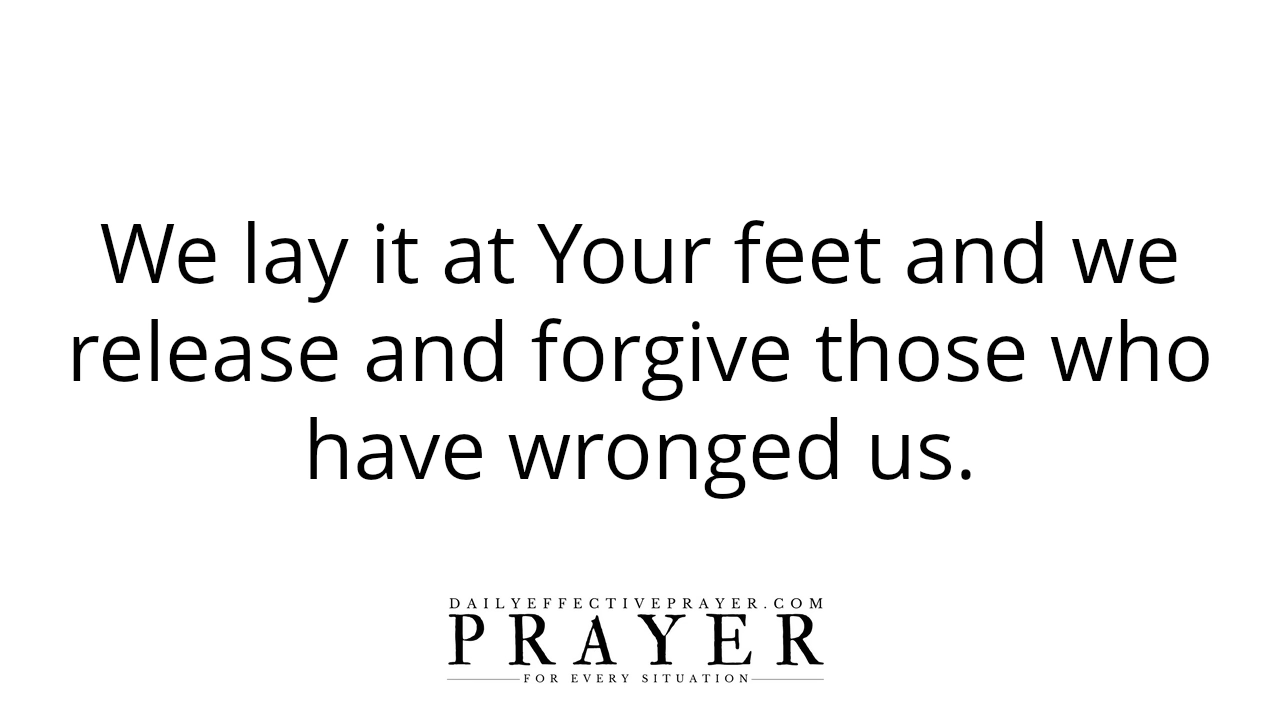 We lay it at Your feet and we
release and forgive those who
have wronged us.
DAILYEFFECTIVEPRAYER.COM
PRAYER
FOR EVERY SITUATION